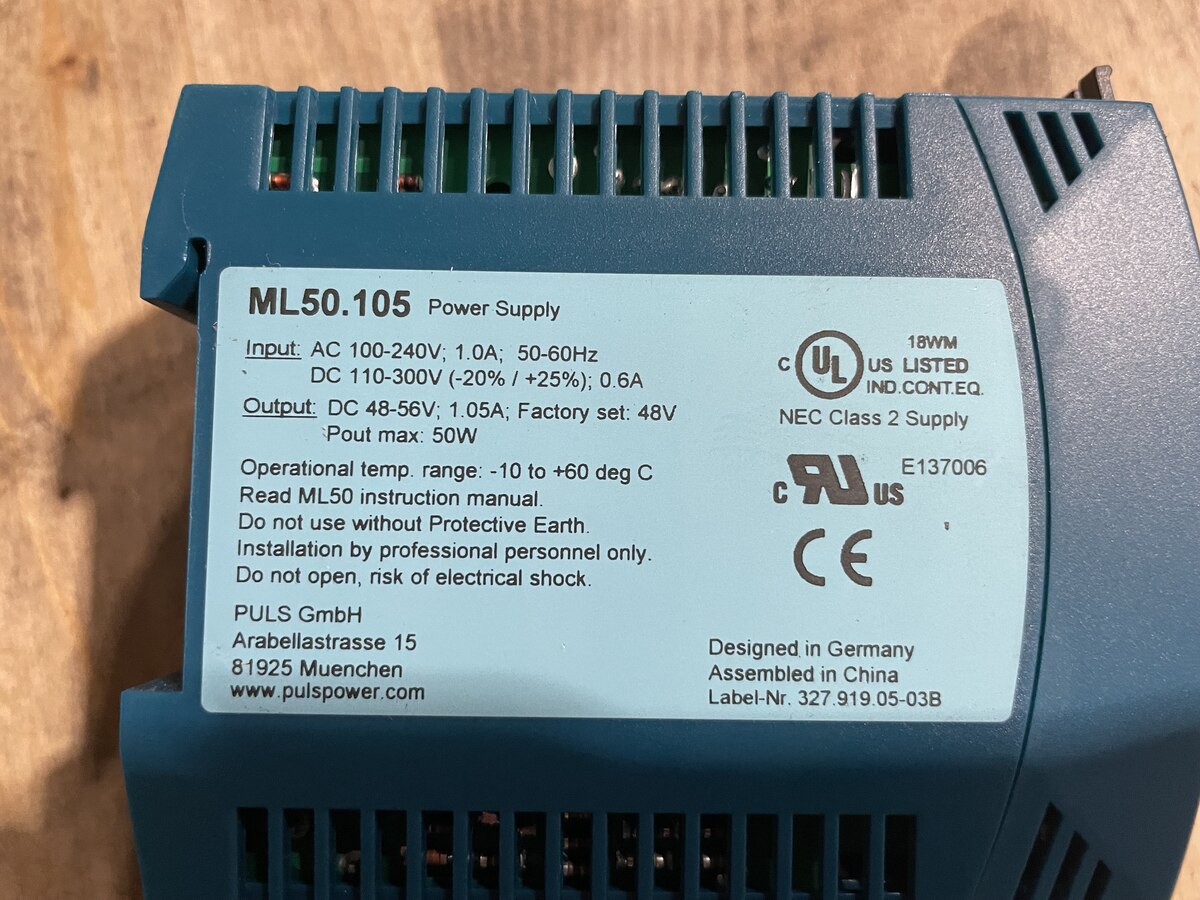 ML50.105 Power Supply
Input: AC 100-240V; 1.0A; 50-60Hz
DC 110-300V (-20% / +25%); 0.6A
Output: DC 48-56V; 1.05A; Factory set: 48V
Pout max: 50W
Operational temp. range: -10 to +60 deg C
Read ML50 instruction manual.
Do not use without Protective Earth.
Installation by professional personnel only.
Do not open, risk of electrical shock.
PULS GmbH
Arabellastrasse 15
81925 Muenchen
www.pulspower.com
18WM
C UL US LISTED
IND.CONT.EQ.
NEC Class 2 Supply
E137006
C RU US
CE
Designed in Germany
Assembled in China
Label-Nr. 327.919.05-03B